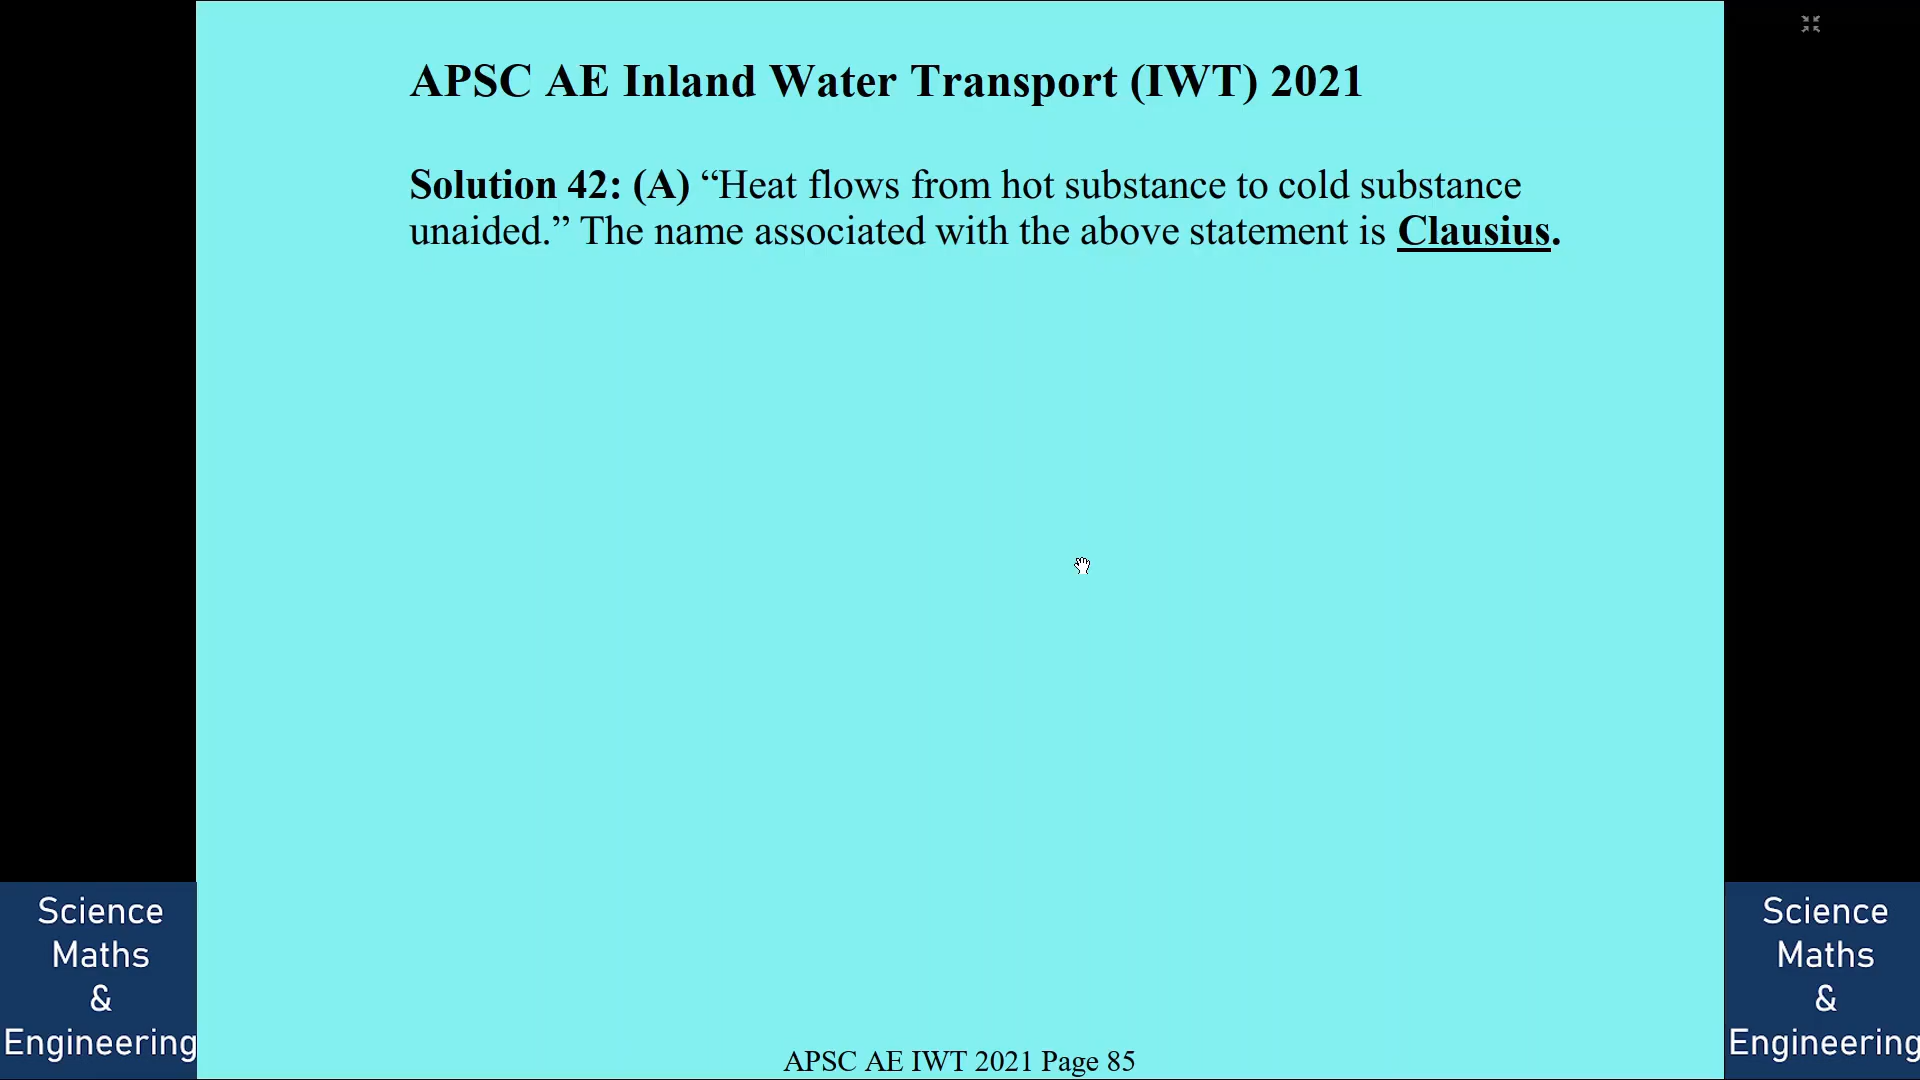 APSC AE Inland Water Transport (IWT) 2021
Solution 42: (A) “Heat flows from hot substance to cold substance
unaided.” The name associated with the above statement is Clausius.
Science
Maths
&
Engineering
Science
Maths
&
Engineering
APSC AE IWT 2021 Page 85